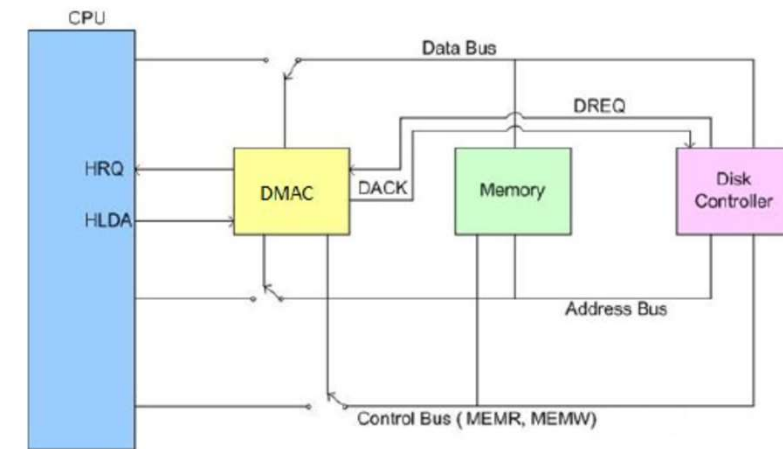 CPU
Data Bus
DREQ
HRQ
DMAC
DACK
Memory
Disk
Controller
HLDA
Address Bus
Control Bus ( MEMR, MEMW)